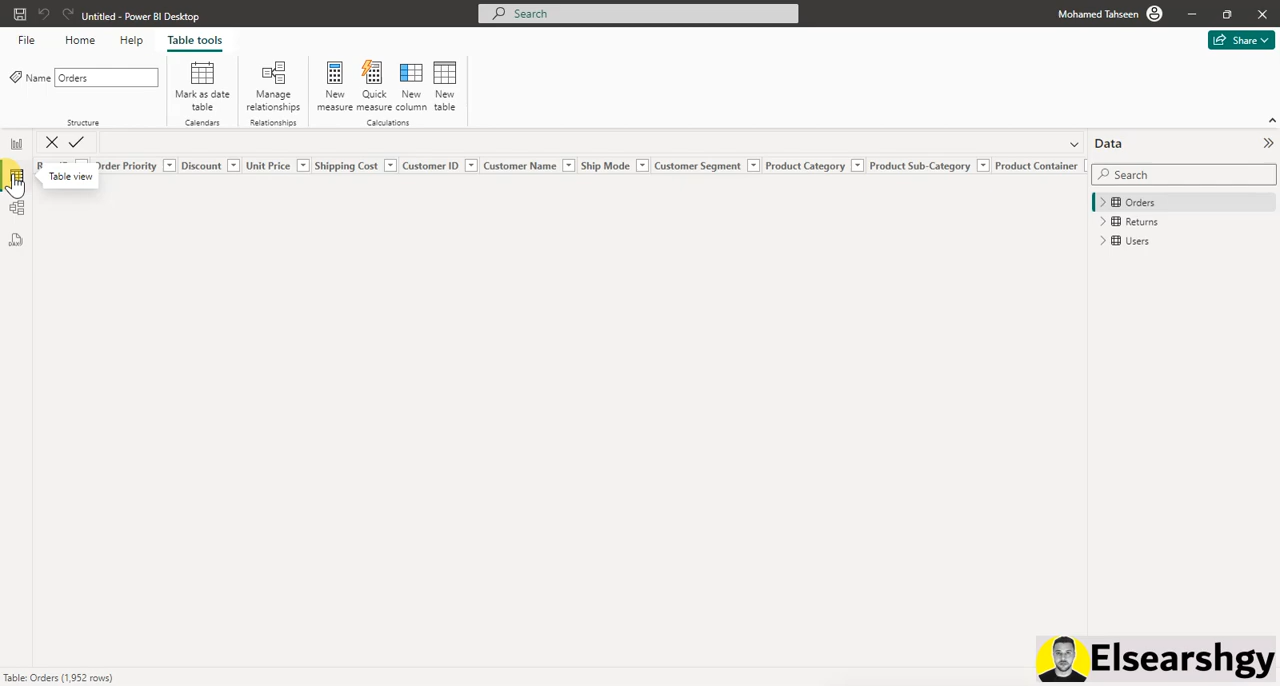 Untitled - Power BI Desktop
Search
Mohamed Tahseen
File Home Help Table tools
Share
Name Orders
Mark as date table
Manage relationships
New measure
Quick measure
New column
New table
Structure Calendars Relationships Calculations
Order Priority Discount Unit Price Shipping Cost Customer ID Customer Name Ship Mode Customer Segment Product Category Product Sub-Category Product Container
Table view
DAX
Data
Search
Orders
Returns
Users
Table: Orders (1,952 rows)
Elsearshgy